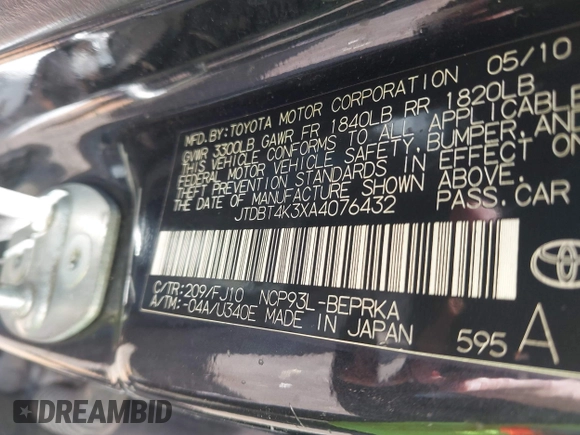 MFD.BY:TOYOTA MOTOR CORPORATION 05/10
GVWR 3300LB GAWR FR 1840LB RR 1820LB
THIS VEHICLE CONFORMS TO ALL APPLICABLE
FEDERAL MOTOR VEHICLE SAFETY,BUMPER,AND
THEFT PREVENTION STANDARDS IN EFFECT ON
THE DATE OF MANUFACTURE SHOWN ABOVE.
JTDBT4K3XA4076432 PASS.CAR
C/TR:209/FJ10 NCP93L-BEPRKA
A/TM:-04A/U340E MADE IN JAPAN 595 A
DREAMBID